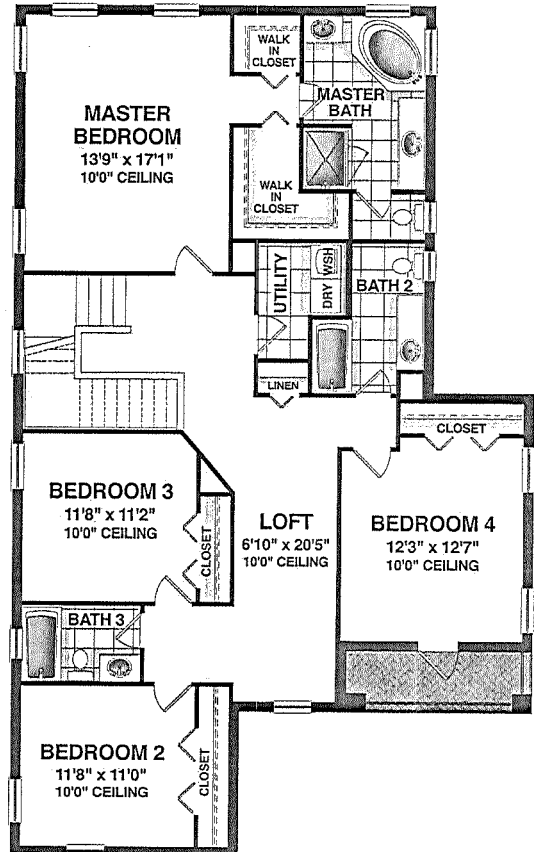 WALK
IN
CLOSET
MASTER
BATH
MASTER
BEDROOM
13'9" x 17'1"
10'0" CEILING
WALK
IN
CLOSET
UTILITY
DRY
WSH
BATH 2
LINEN
CLOSET
BEDROOM 3
11'8" x 11'2"
10'0" CEILING
CLOSET
LOFT
6'10" x 20'5"
10'0" CEILING
BEDROOM 4
12'3" x 12'7"
10'0" CEILING
BATH 3
BEDROOM 2
11'8" x 11'0"
10'0" CEILING
CLOSET